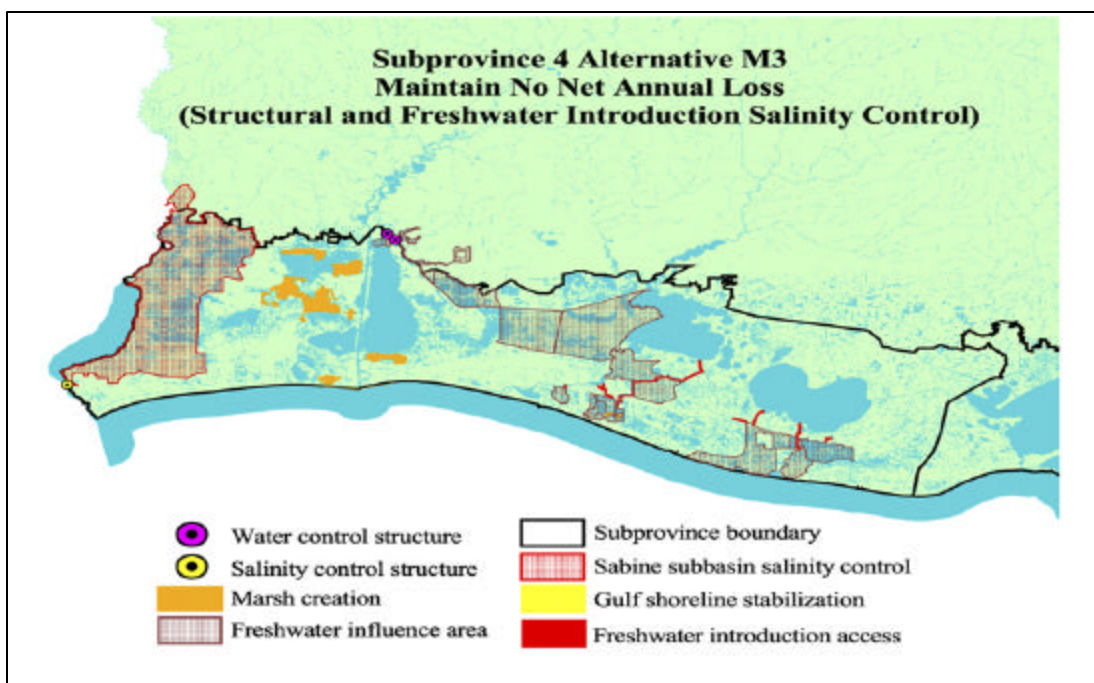 Subprovince 4 Alternative M3
Maintain No Net Annual Loss
(Structural and Freshwater Introduction Salinity Control)
Water control structure
Salinity control structure
Marsh creation
Freshwater influence area
Subprovince boundary
Sabine subbasin salinity control
Gulf shoreline stabilization
Freshwater introduction access